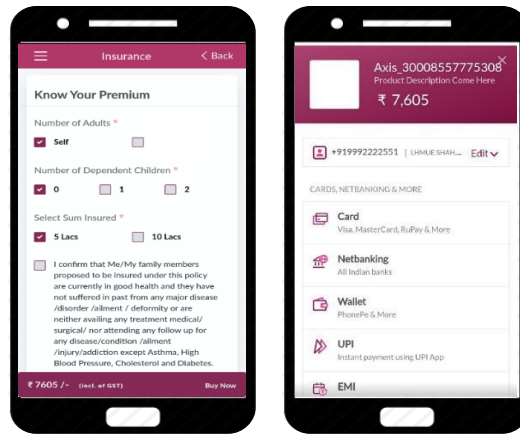 Insurance
< Back
Know Your Premium
Number of Adults *
Self
Number of Dependent Children *
0 1 2
Select Sum Insured *
5 Lacs 10 Lacs
I confirm that Me/My family members
proposed to be insured under this policy
are currently in good health and they have
not suffered in past from any major disease
/disorder /ailment / deformity or are
neither availing any treatment medical/
surgical/ nor attending any follow up for
any disease/condition /ailment
/injury/addiction except Asthma, High
Blood Pressure, Cholesterol and Diabetes.
₹ 7605 /- (Incl. of GST) Buy Now
Axis_30008557775308
Product Description Come Here
₹ 7,605
+919992222551 | LHMUE.SHAH... Edit
CARDS, NETBANKING & MORE
Card
Visa, MasterCard, RuPay & More
Netbanking
All Indian banks
Wallet
PhonePe & More
UPI
Instant payment using UPI App
EMI